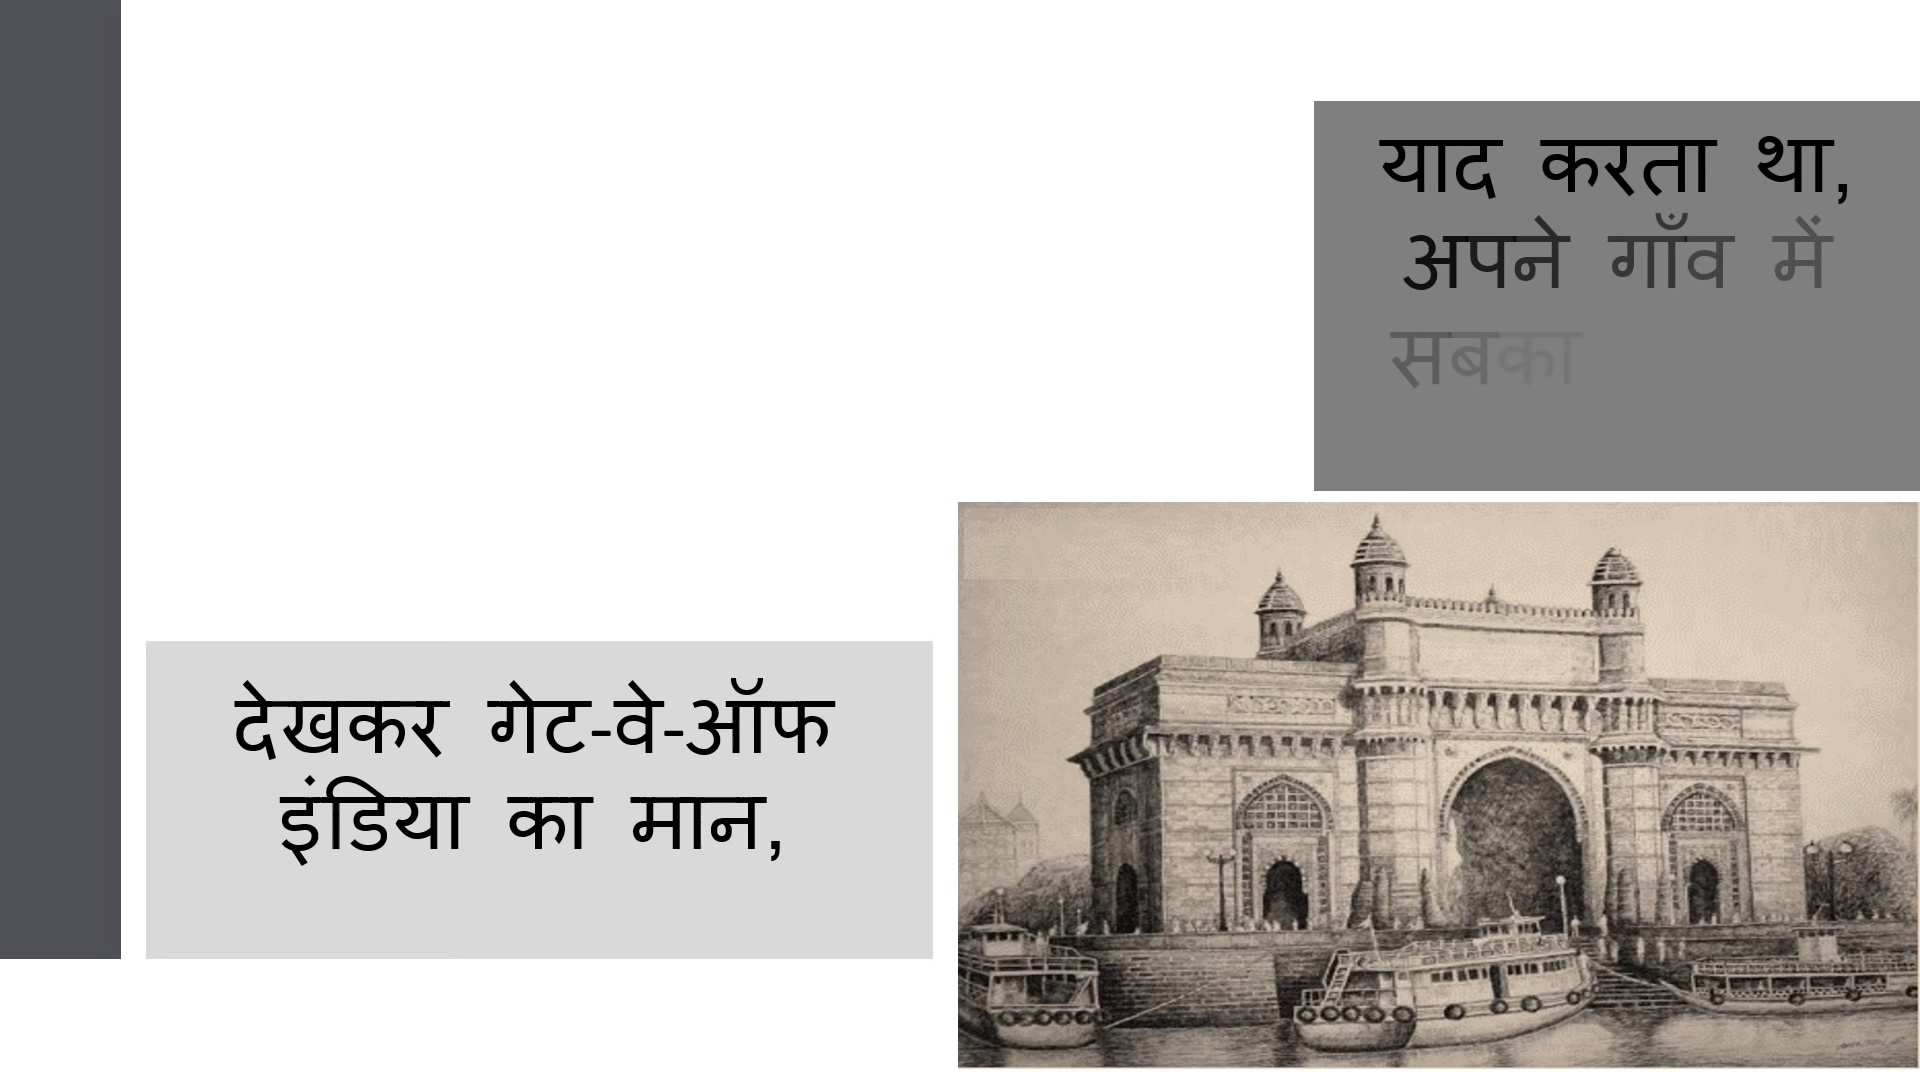 याद करता था,
अपने गाँव में
सबका
देखकर गेट-वे-ऑफ
इंडिया का मान,